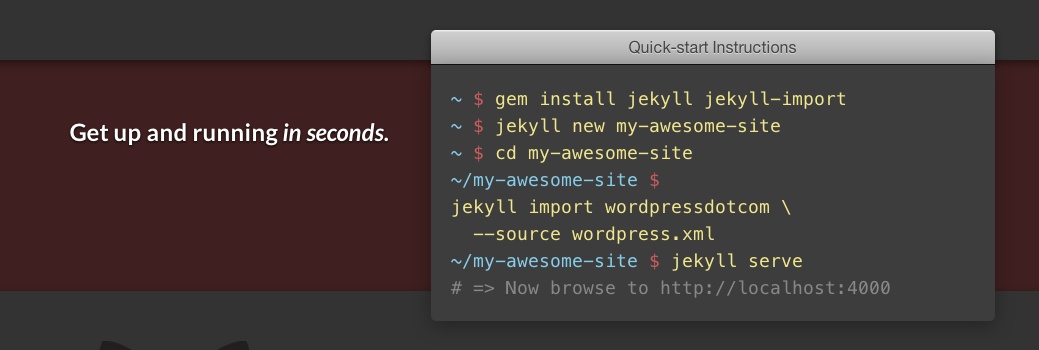 Quick-start Instructions
Get up and running in seconds.
~ $ gem install jekyll jekyll-import
~ $ jekyll new my-awesome-site
~ $ cd my-awesome-site
~/my-awesome-site $
jekyll import wordpressdotcom \
  --source wordpress.xml
~/my-awesome-site $ jekyll serve
# => Now browse to http://localhost:4000